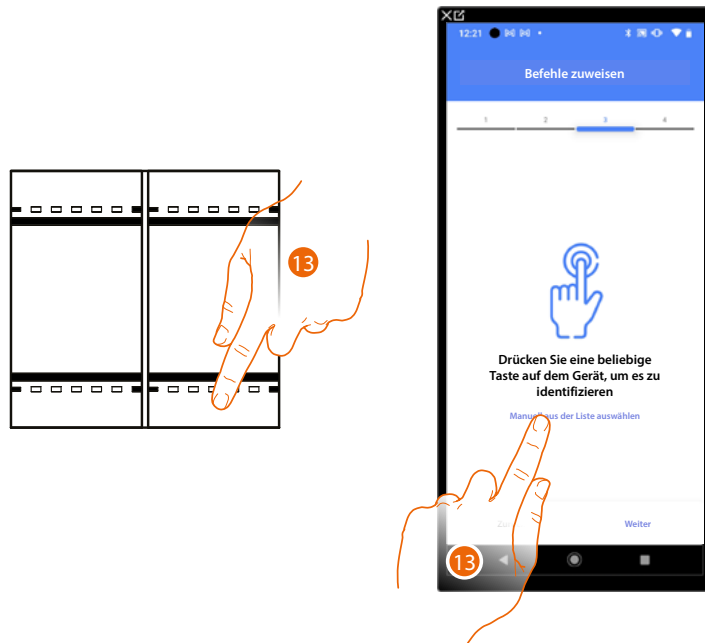 12:21
Befehle zuweisen
1 2 3 4
13
Drücken Sie eine beliebige
Taste auf dem Gerät, um es zu
identifizieren
aus der Liste auswählen
Weiter
13